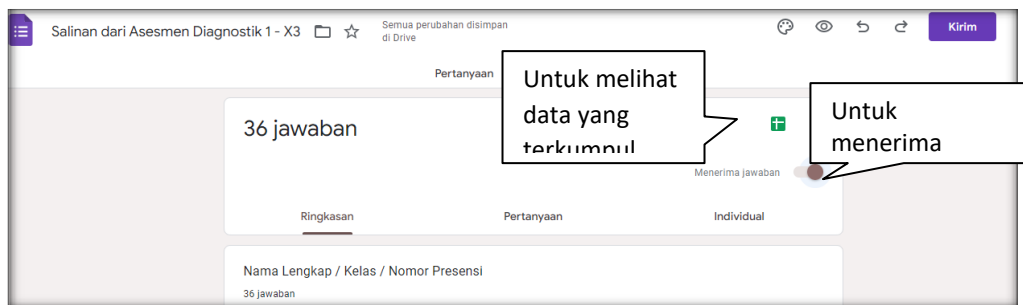 Salinan dari Asesmen Diagnostik 1 - X3
Semua perubahan disimpan
di Drive
Kirim
Pertanyaan
Untuk melihat
data yang
terkumpul
Untuk
menerima
36 jawaban
Menerima jawaban
Ringkasan
Pertanyaan
Individual
Nama Lengkap / Kelas / Nomor Presensi
36 jawaban